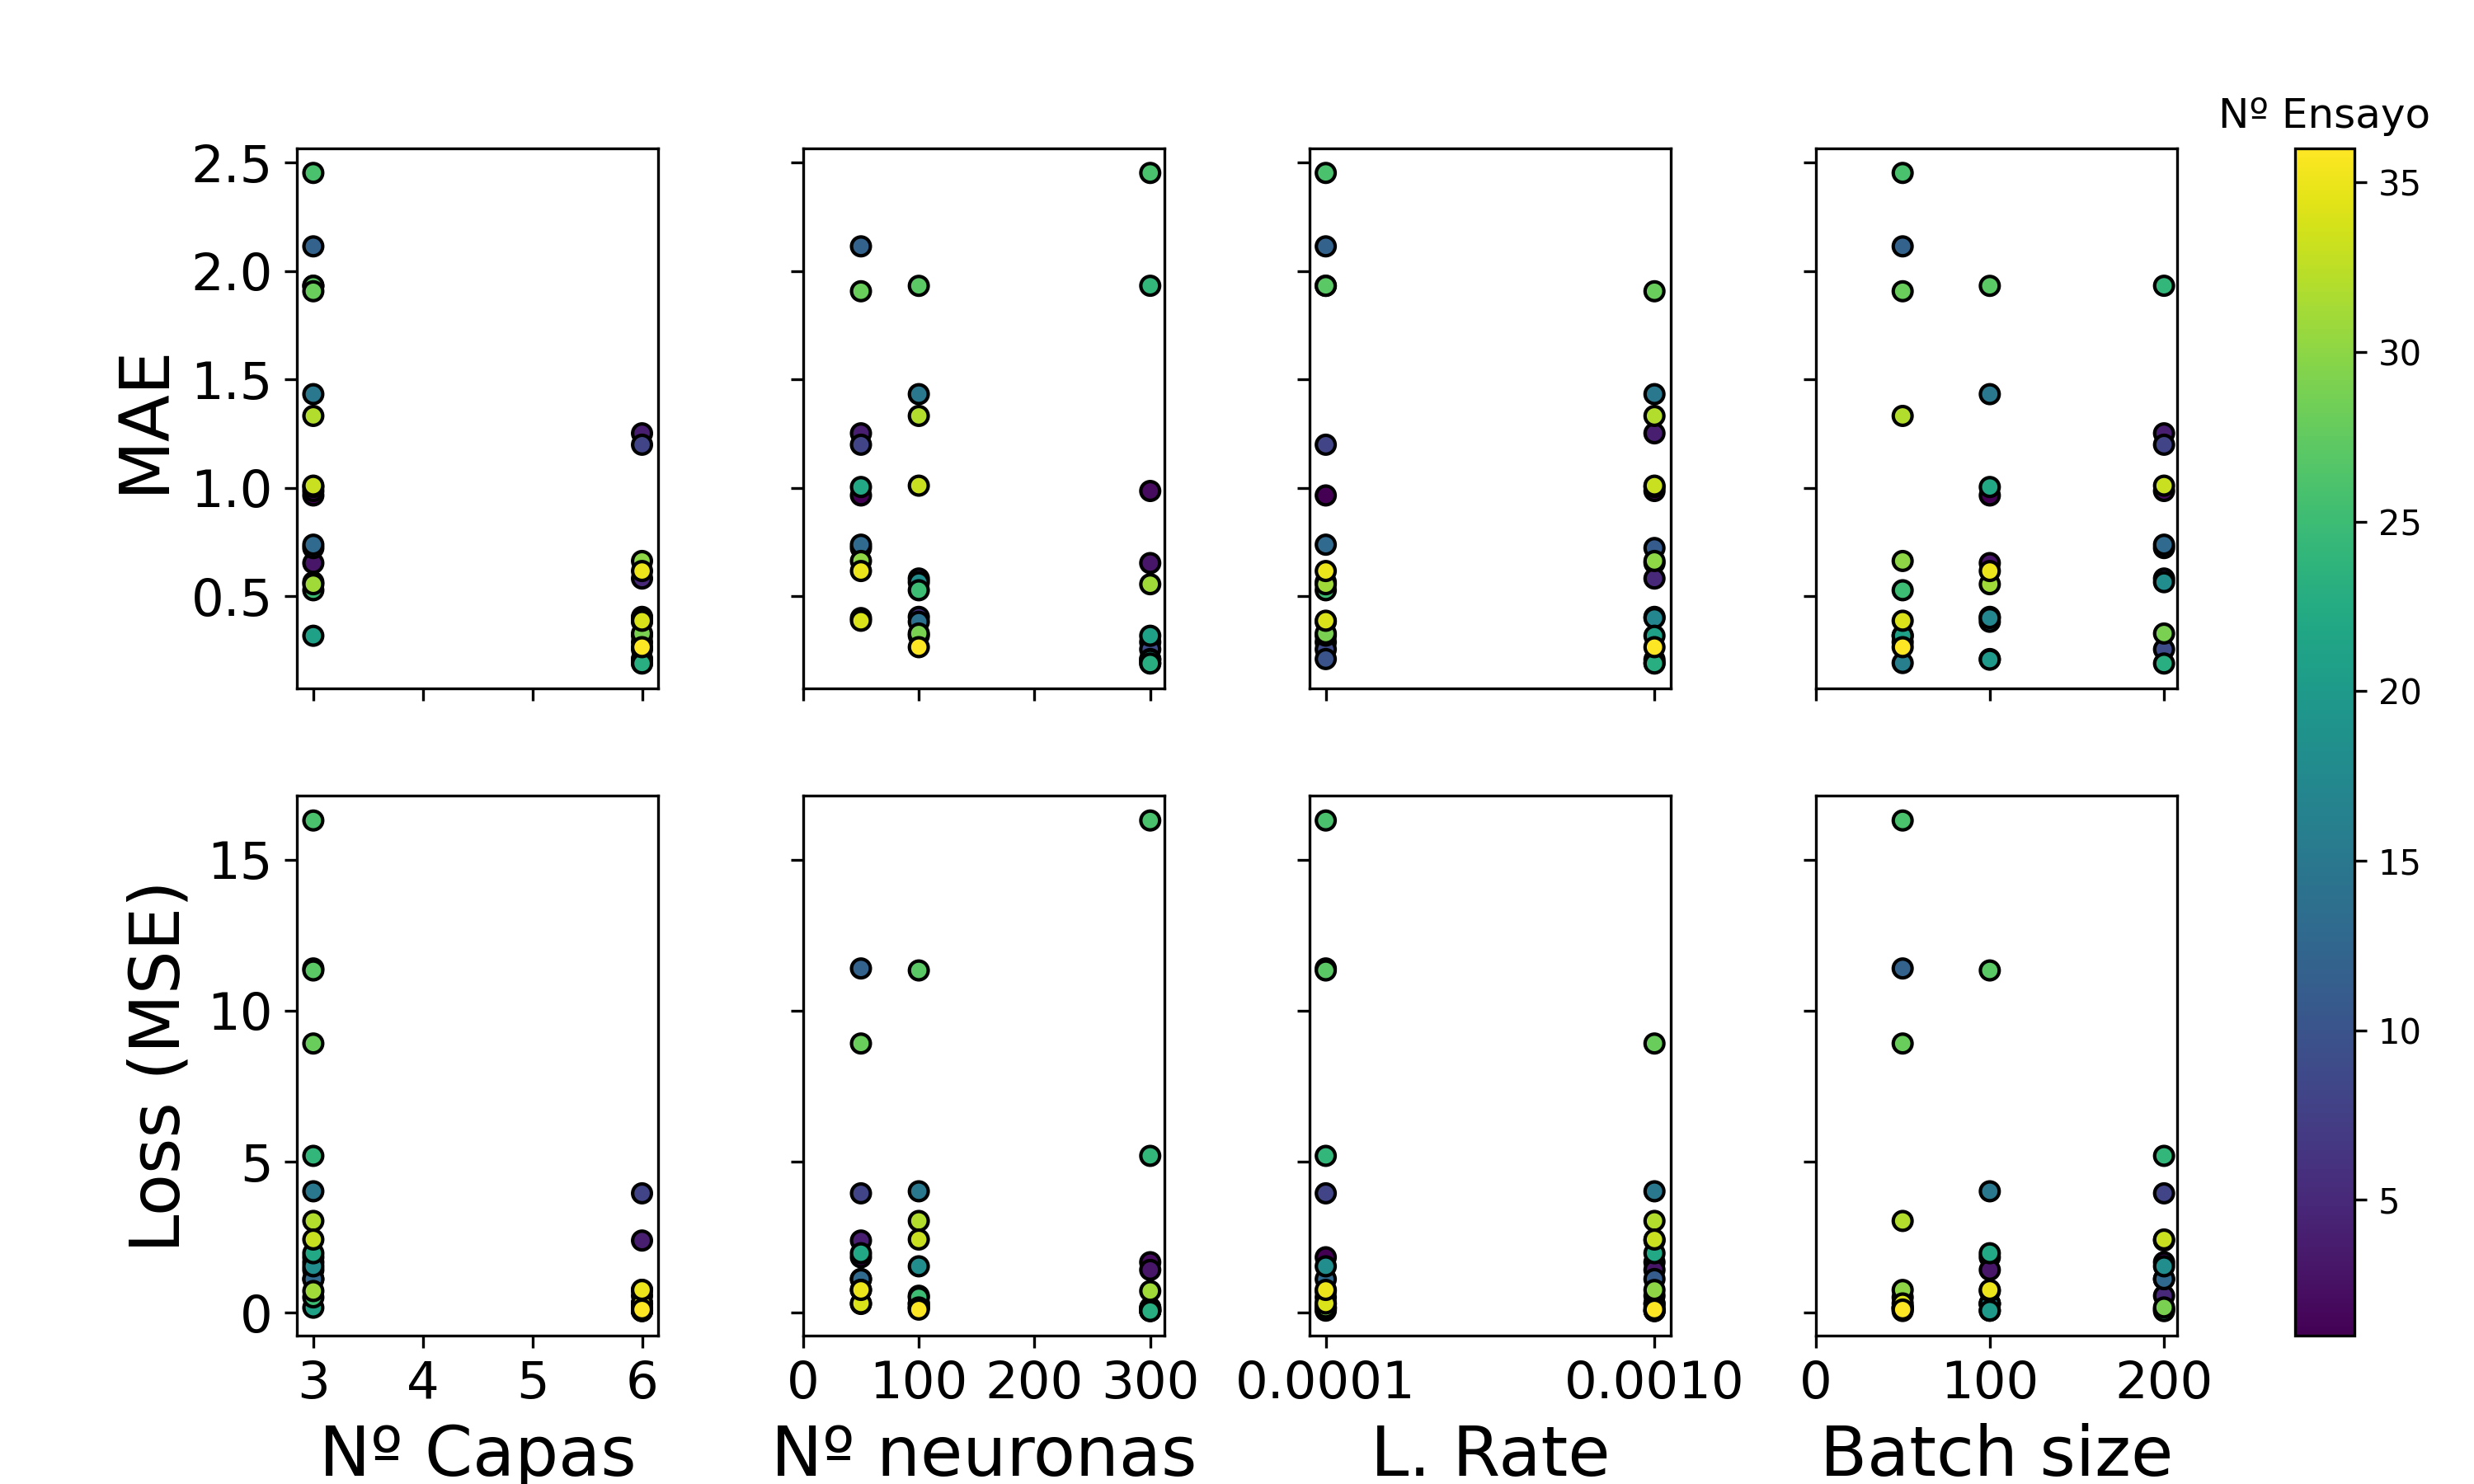 Nº Ensayo
MAE
2.5
2.0
1.5
1.0
0.5
Loss (MSE)
15
10
5
0
3 4 5 6
0 100 200 300
0.0001 0.0010
0 100 200
Nº Capas
Nº neuronas
L. Rate
Batch size
35
30
25
20
15
10
5